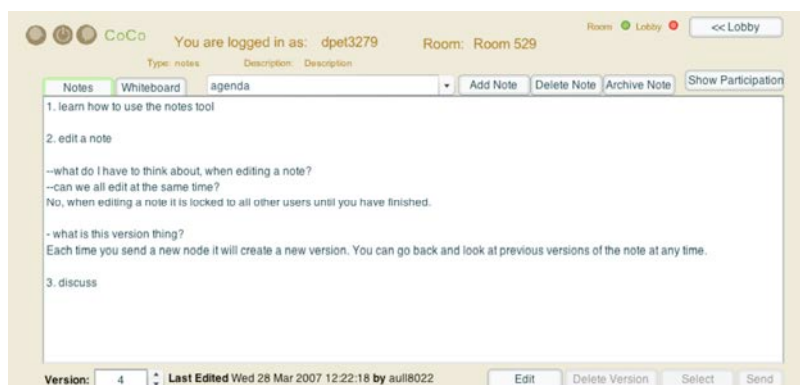 CoCo You are logged in as: dpet3279 Room: Room 529 Room Lobby << Lobby
Type: notes Description: Description
Notes Whiteboard agenda Add Note Delete Note Archive Note Show Participation
1. learn how to use the notes tool
2. edit a note
--what do I have to think about, when editing a note?
--can we all edit at the same time?
No, when editing a note it is locked to all other users until you have finished.
- what is this version thing?
Each time you send a new node it will create a new version. You can go back and look at previous versions of the note at any time.
3. discuss
Version: 4 Last Edited Wed 28 Mar 2007 12:22:18 by aull8022 Edit Delete Version Select Send